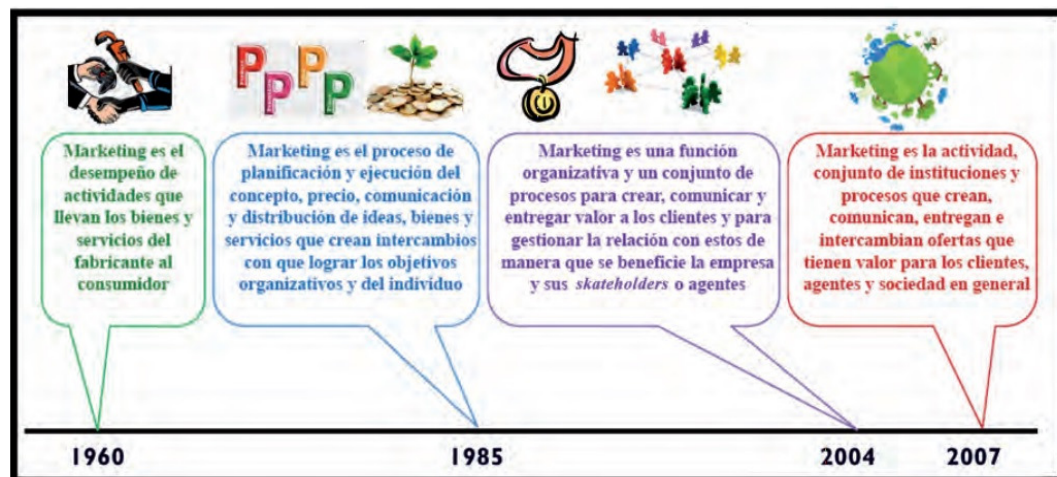 P P P P
Marketing es el
desempeño de
actividades que
llevan los bienes y
servicios del
fabricante al
consumidor
Marketing es el proceso de
planificación y ejecución del
concepto, precio, comunicación
y distribución de ideas, bienes y
servicios que crean intercambios
con que lograr los objetivos
organizativos y del indivíduo
Marketing es una función
organizativa y un conjunto de
procesos para crear, comunicar y
entregar valor a los clientes y para
gestionar la relación con estos de
manera que se beneficie la empresa
y sus skateholders o agentes
Marketing es la actividad,
conjunto de instituciones y
procesos que crean,
comunican, entregan e
intercambian ofertas que
tienen valor para los clientes,
agentes y sociedad en general
1960
1985
2004
2007